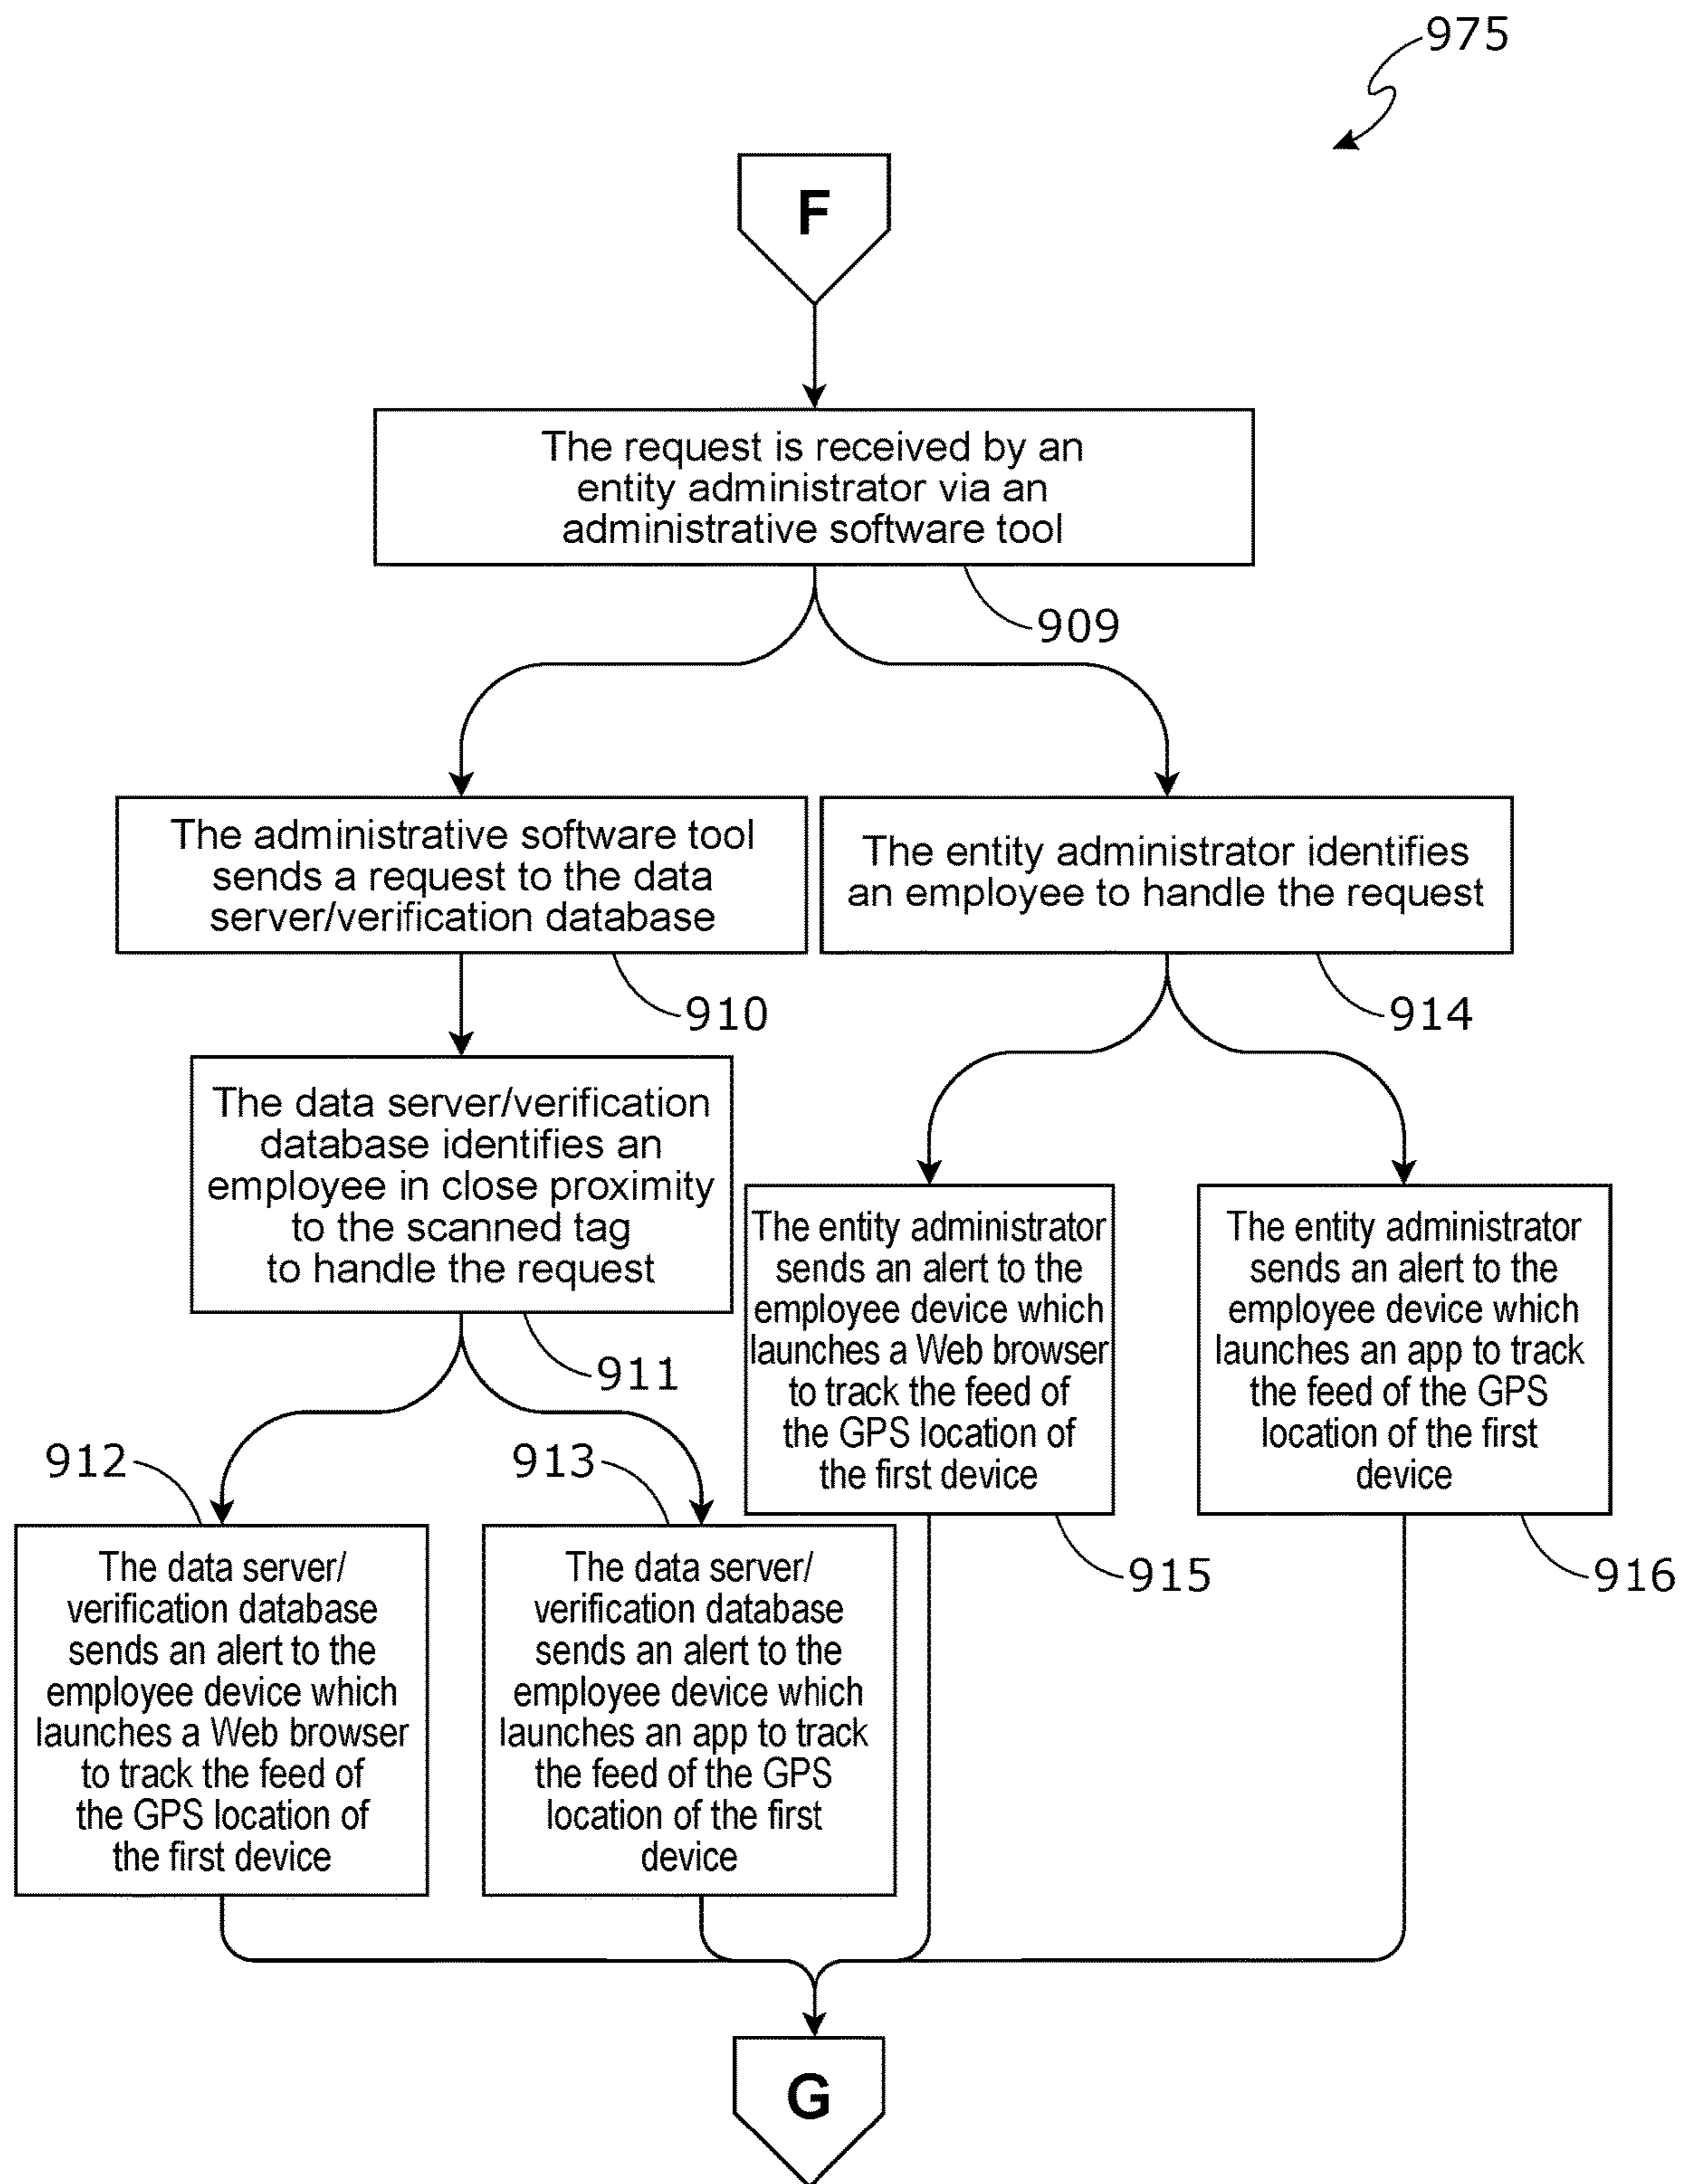 975
F
The request is received by an
entity administrator via an
administrative software tool
909
The administrative software tool
sends a request to the data
server/verification database
910
The entity administrator identifies
an employee to handle the request
914
The data server/verification
database identifies an
employee in close proximity
to the scanned tag
to handle the request
911
The entity administrator
sends an alert to the
employee device which
launches a Web browser
to track the feed of
the GPS location of
the first device
915
The entity administrator
sends an alert to the
employee device which
launches an app to track
the feed of the GPS
location of the first
device
916
912
The data server/
verification database
sends an alert to the
employee device which
launches a Web browser
to track the feed of
the GPS location of
the first device
913
The data server/
verification database
sends an alert to the
employee device which
launches an app to track
the feed of the GPS
location of the first
device
G